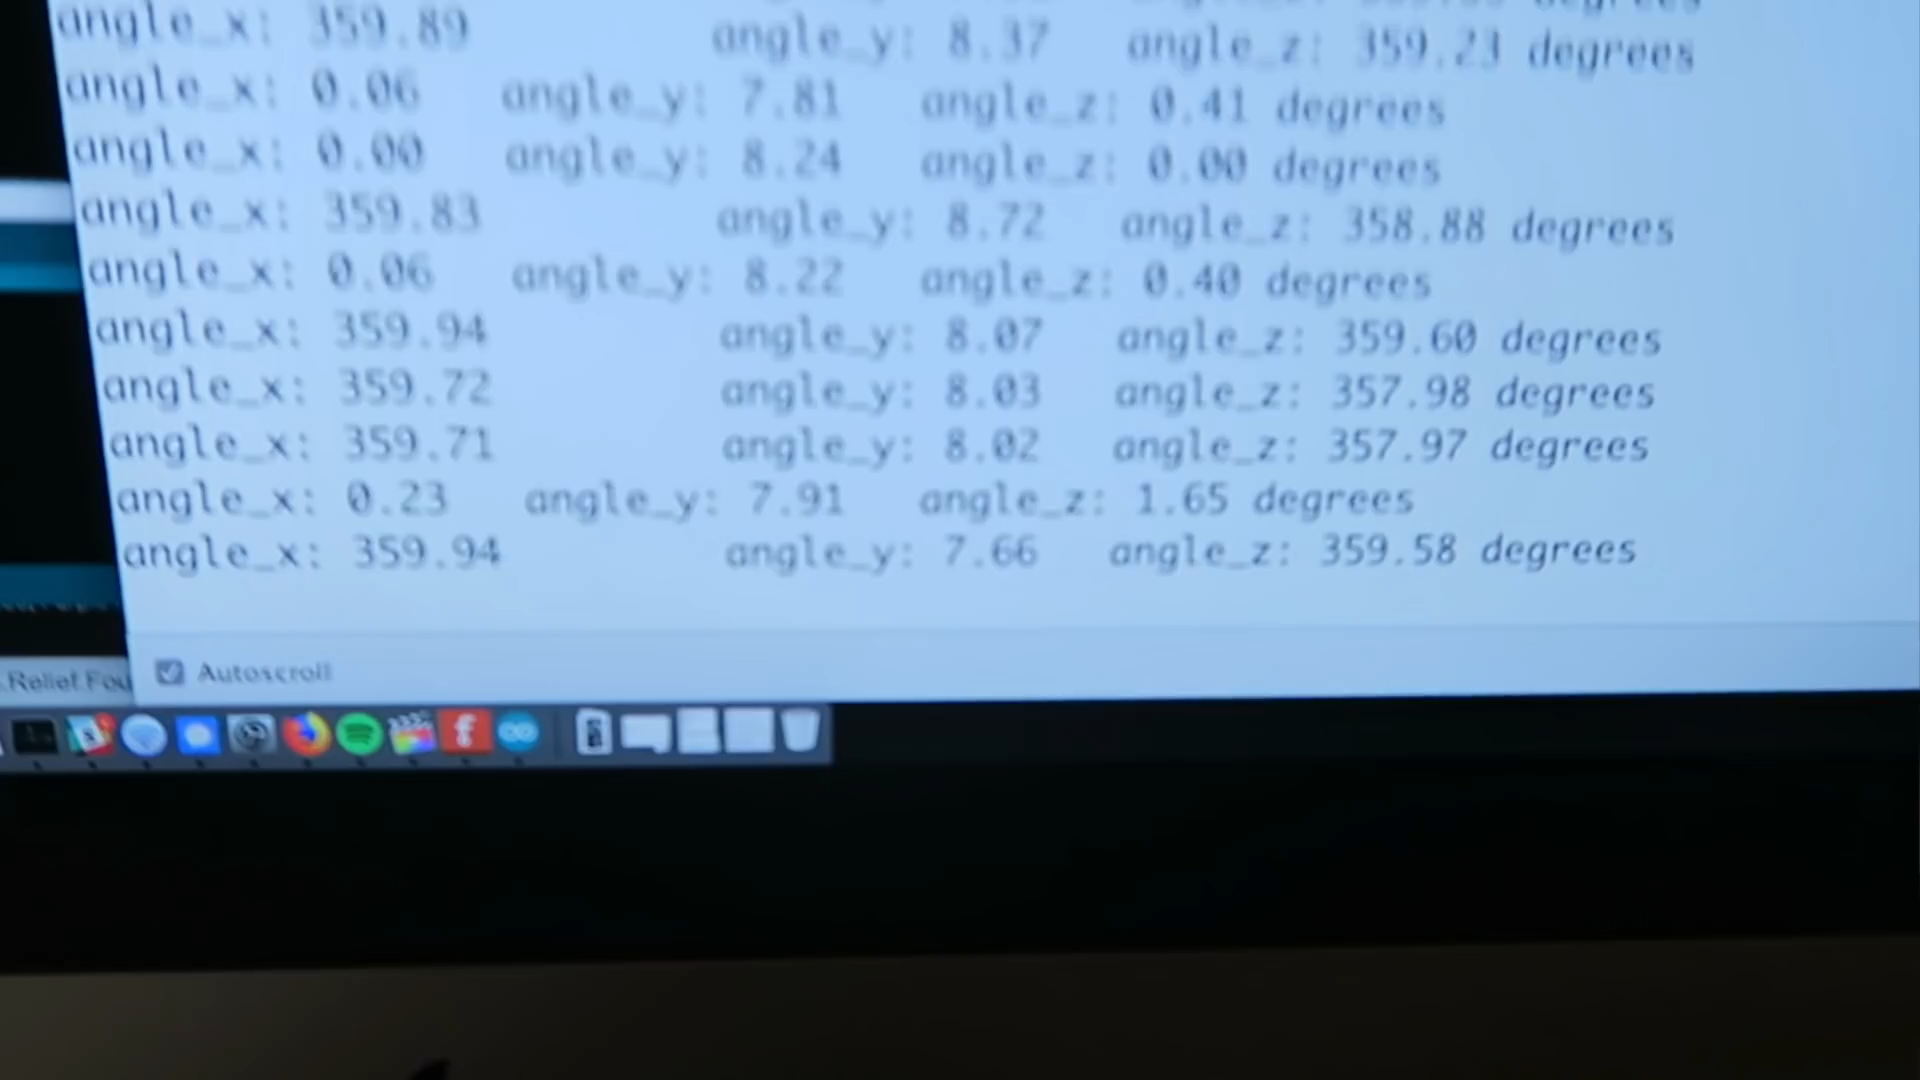 angle_x: 359.89 angle_y: 8.37 angle_z: 359.23 degrees
angle_x: 0.06 angle_y: 7.81 angle_z: 0.41 degrees
angle_x: 0.00 angle_y: 8.24 angle_z: 0.00 degrees
angle_x: 359.83 angle_y: 8.72 angle_z: 358.88 degrees
angle_x: 0.06 angle_y: 8.22 angle_z: 0.40 degrees
angle_x: 359.94 angle_y: 8.07 angle_z: 359.60 degrees
angle_x: 359.72 angle_y: 8.03 angle_z: 357.98 degrees
angle_x: 359.71 angle_y: 8.02 angle_z: 357.97 degrees
angle_x: 0.23 angle_y: 7.91 angle_z: 1.65 degrees
angle_x: 359.94 angle_y: 7.66 angle_z: 359.58 degrees
Autoscroll
Relief Fou